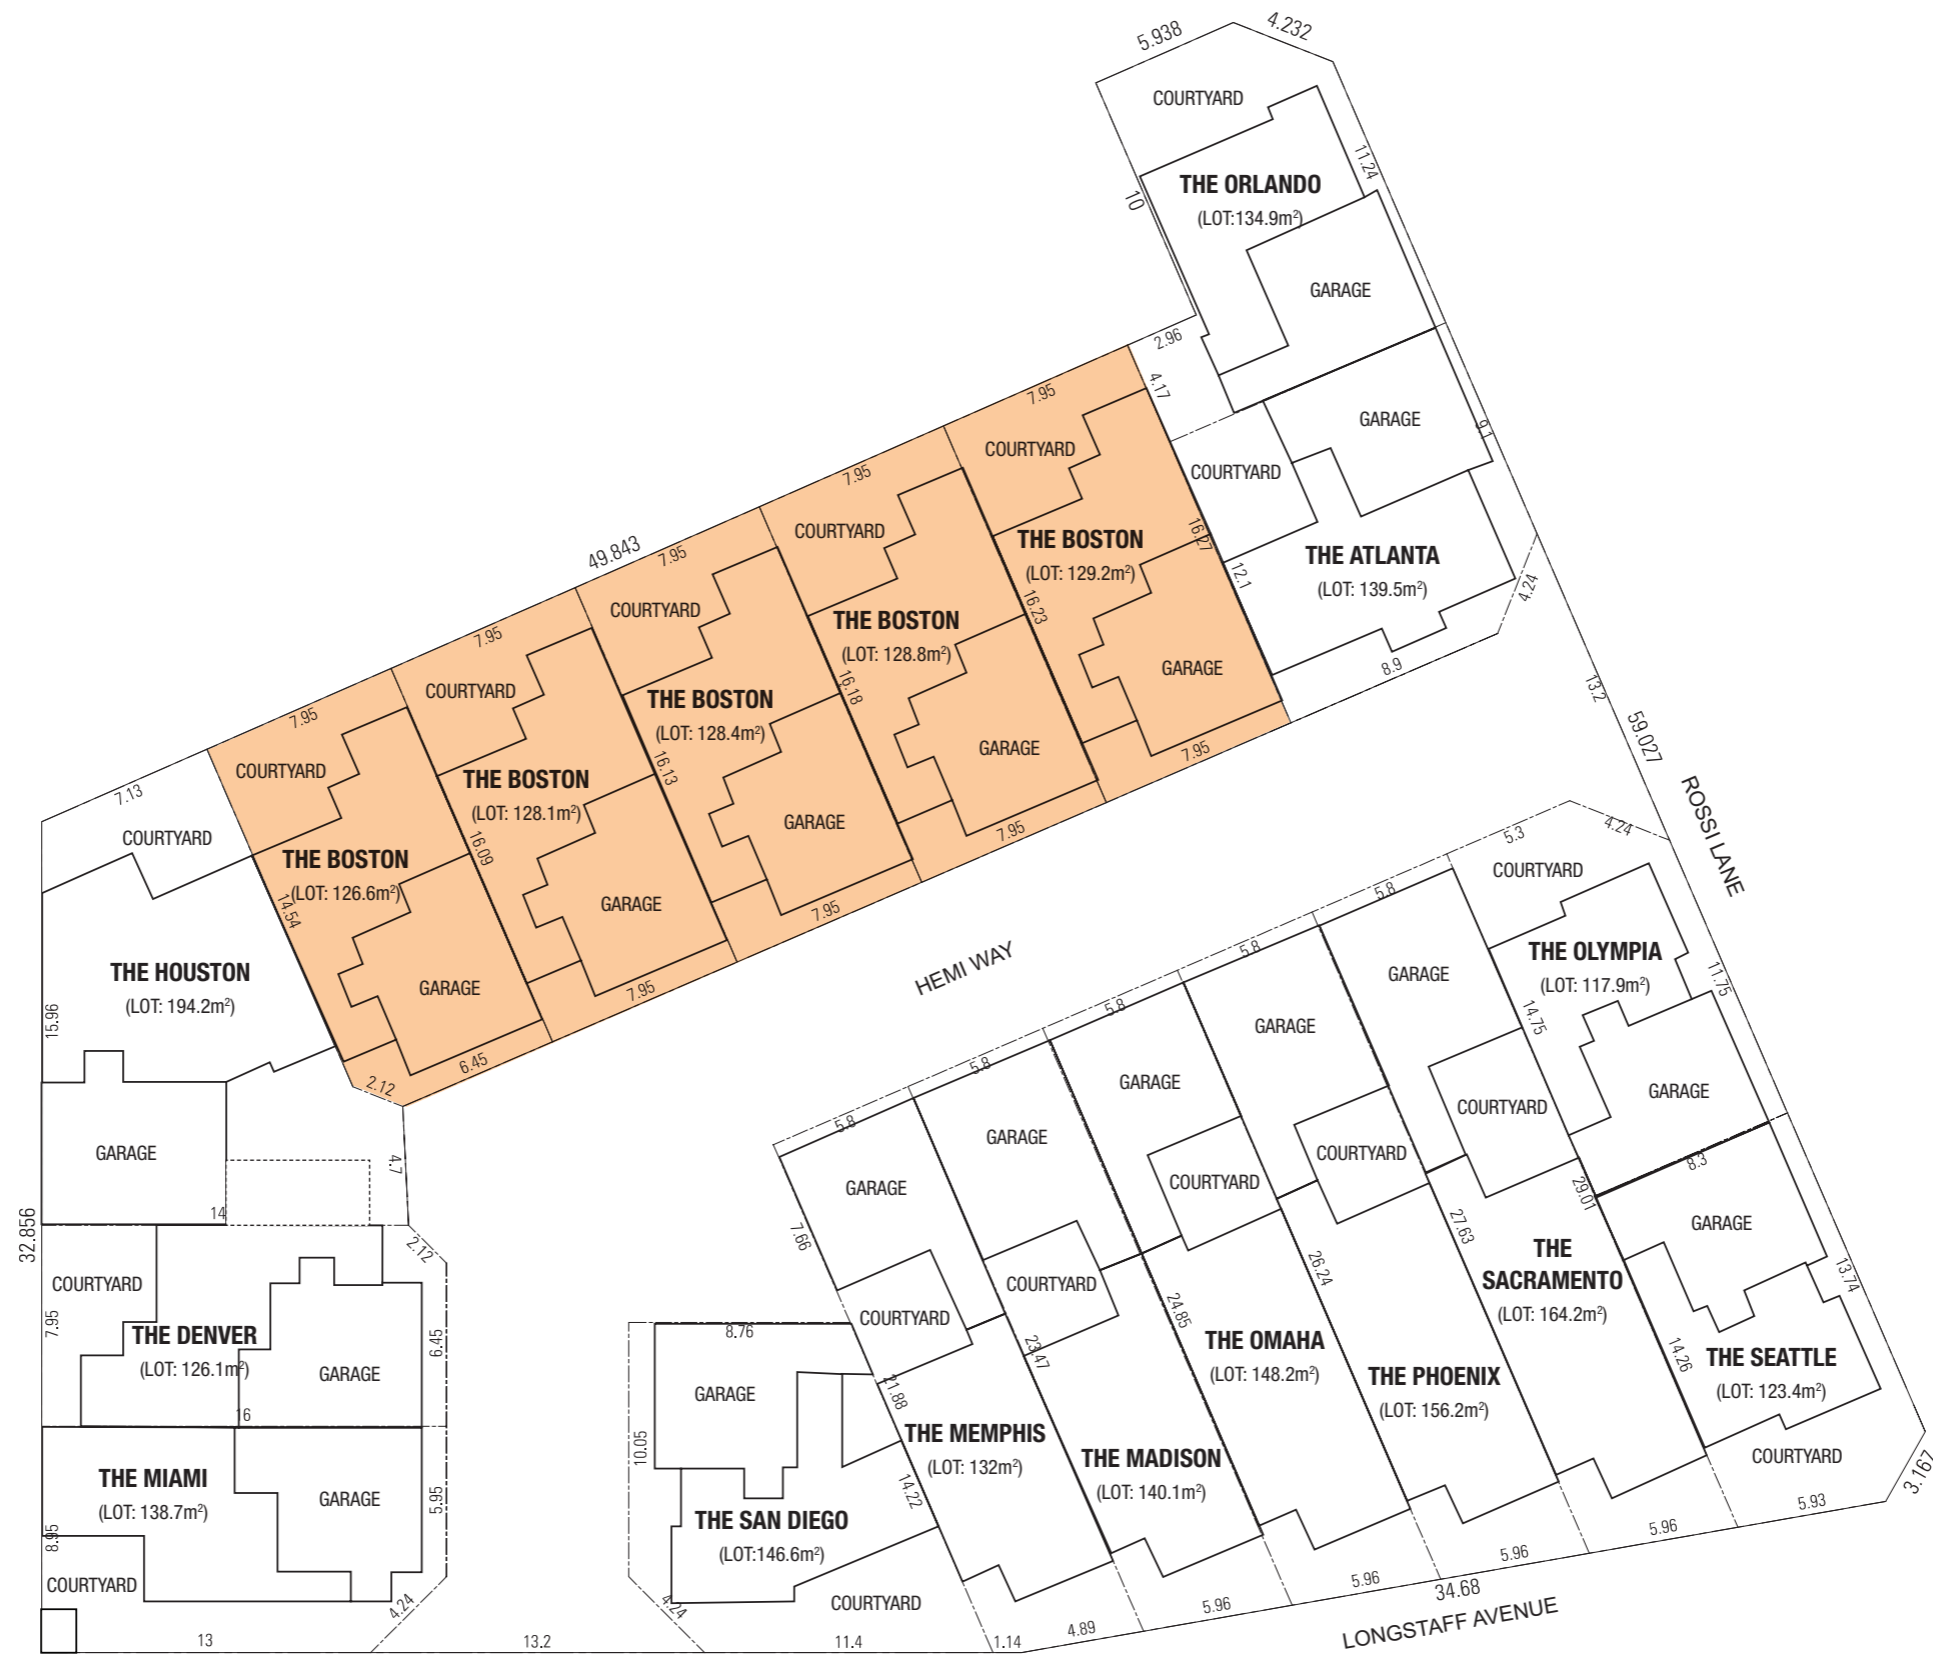 5.938
4.232
COURTYARD
11.24
THE ORLANDO
(LOT:134.9m²)
10
GARAGE
2.96
4.17
GARAGE
9.1
COURTYARD
THE ATLANTA
(LOT: 139.5m²)
12.1
4.24
8.9
7.95
COURTYARD
THE BOSTON
(LOT: 129.2m²)
16.27
GARAGE
7.95
7.95
COURTYARD
THE BOSTON
(LOT: 128.8m²)
16.23
GARAGE
7.95
49.843
7.95
COURTYARD
THE BOSTON
(LOT: 128.4m²)
16.18
GARAGE
7.95
7.95
COURTYARD
THE BOSTON
(LOT: 128.1m²)
16.13
GARAGE
7.95
7.95
COURTYARD
THE BOSTON
(LOT: 126.6m²)
16.09
14.54
GARAGE
6.45
2.12
7.13
COURTYARD
THE HOUSTON
(LOT: 194.2m²)
15.96
GARAGE
4.7
14
32.856
2.12
COURTYARD
7.95
THE DENVER
(LOT: 126.1m²)
GARAGE
6.45
16
THE MIAMI
(LOT: 138.7m²)
GARAGE
5.95
8.95
COURTYARD
4.24
13
13.2
HEMI WAY
13.2
59.027
ROSSI LANE
4.24
5.3
COURTYARD
THE OLYMPIA
(LOT: 117.9m²)
11.75
14.75
GARAGE
8.3
5.8
GARAGE
COURTYARD
29.01
THE
SACRAMENTO
(LOT: 164.2m²)
5.96
5.8
GARAGE
COURTYARD
27.63
THE PHOENIX
(LOT: 156.2m²)
5.96
5.8
GARAGE
COURTYARD
26.24
THE OMAHA
(LOT: 148.2m²)
5.96
5.8
GARAGE
COURTYARD
24.85
THE MADISON
(LOT: 140.1m²)
5.96
5.8
GARAGE
7.66
COURTYARD
23.47
21.88
THE MEMPHIS
(LOT: 132m²)
14.22
4.89
1.14
8.76
GARAGE
10.05
THE SAN DIEGO
(LOT:146.6m²)
COURTYARD
4.24
11.4
GARAGE
13.74
14.26
THE SEATTLE
(LOT: 123.4m²)
COURTYARD
3.167
5.93
34.68
LONGSTAFF AVENUE